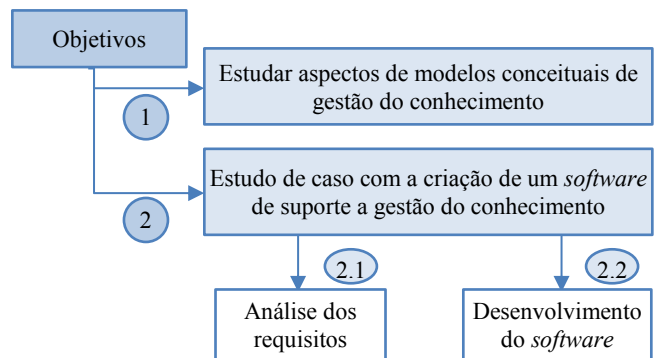 Objetivos
Estudar aspectos de modelos conceituais de
gestão do conhecimento
1
Estudo de caso com a criação de um software
de suporte a gestão do conhecimento
2
2.1
2.2
Análise dos
requisitos
Desenvolvimento
do software